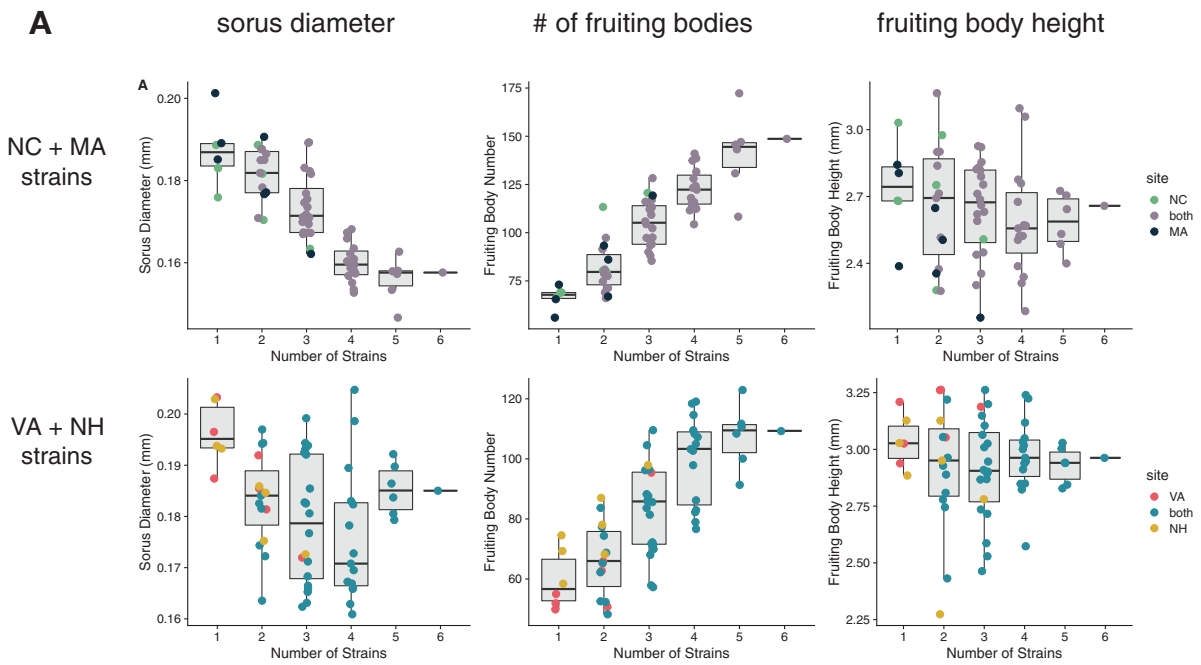 A
sorus diameter
# of fruiting bodies
fruiting body height
NC + MA
strains
A
Sorus Diameter (mm)
0.20
0.18
0.16
1 2 3 4 5 6
Number of Strains
Fruiting Body Number
175
150
125
100
75
1 2 3 4 5 6
Number of Strains
Fruiting Body Height (mm)
3.0
2.7
2.4
1 2 3 4 5 6
Number of Strains
site
NC
both
MA
VA + NH
strains
Sorus Diameter (mm)
0.20
0.19
0.18
0.17
0.16
1 2 3 4 5 6
Number of Strains
Fruiting Body Number
120
100
80
60
1 2 3 4 5 6
Number of Strains
Fruiting Body Height (mm)
3.25
3.00
2.75
2.50
2.25
1 2 3 4 5 6
Number of Strains
site
VA
both
NH